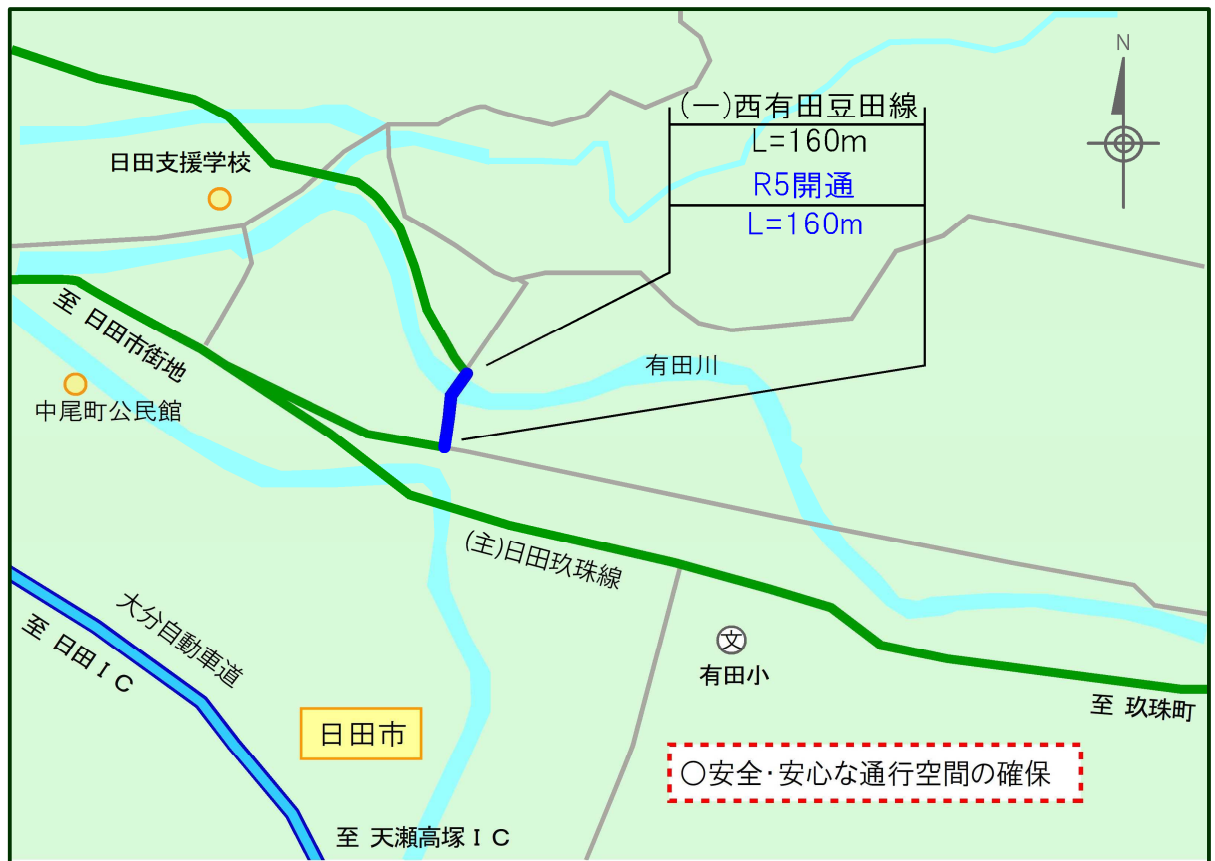 N
(一)西有田豆田線
L=160m
R5開通
L=160m
日田支援学校
至 日田市街地
中尾町公民館
有田川
(主)日田玖珠線
大分自動車道
至 日田IC
文
有田小
至 玖珠町
日田市
○安全・安心な通行空間の確保
至 天瀬高塚IC